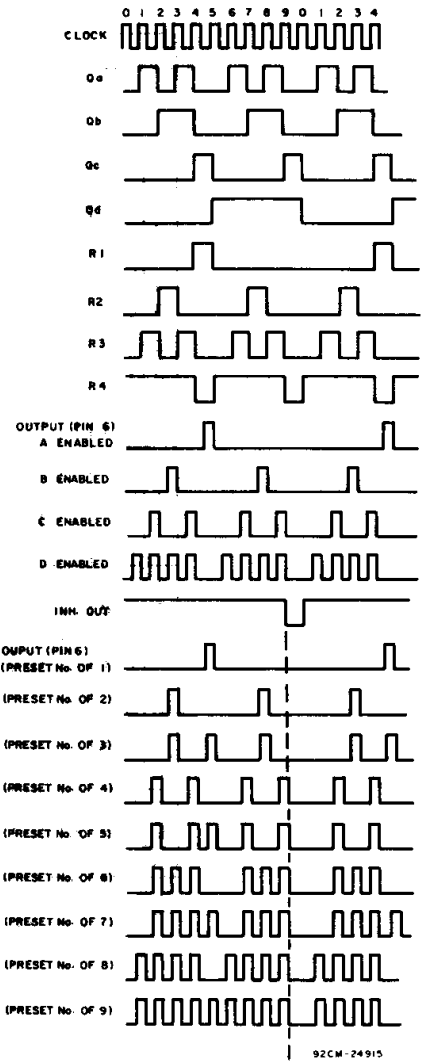 0 1 2 3 4 5 6 7 8 9 0 1 2 3 4
CLOCK
Qa
Qb
Qc
Qd
R1
R2
R3
R4
OUTPUT (PIN 6)
A ENABLED
B ENABLED
C ENABLED
D ENABLED
INH. OUT
OUPUT (PIN 6)
(PRESET No. OF 1)
(PRESET No. OF 2)
(PRESET No. OF 3)
(PRESET No. OF 4)
(PRESET No. OF 5)
(PRESET No. OF 6)
(PRESET No. OF 7)
(PRESET No. OF 8)
(PRESET No. OF 9)
92CM-24915